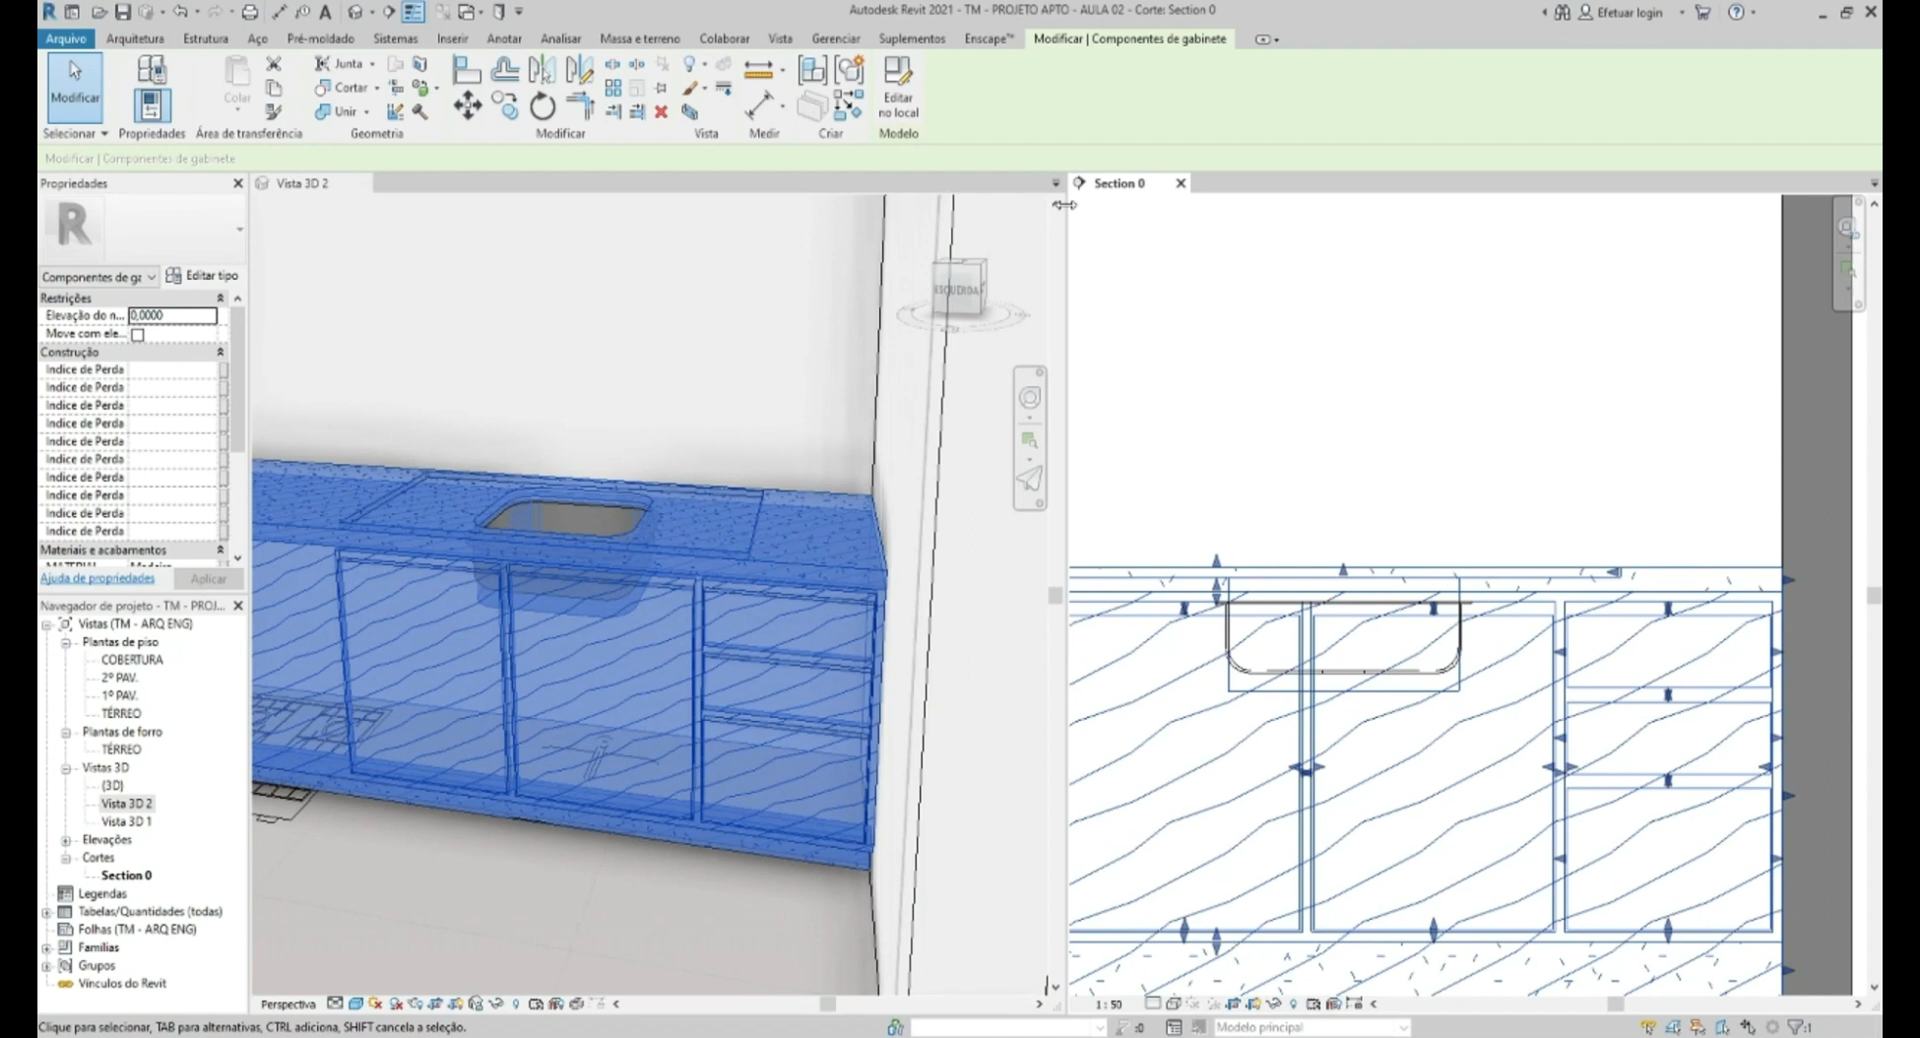 Autodesk Revit 2021 - TM - PROJETO APTO - AULA 02 - Corte: Section 0
Efetuar login
Arquivo Arquitetura Estrutura Aço Pré-moldado Sistemas Inserir Anotar Analisar Massa e terreno Colaborar Vista Gerenciar Suplementos Enscape™ Modificar | Componentes de gabinete
Junta
Cortar
Unir
Modificar
Colar
Editar
no local
Selecionar Propriedades Área de transferência Geometria Modificar Vista Medir Criar Modelo
Modificar | Componentes de gabinete
Propriedades
Vista 3D 2
Section 0
R
Componentes de ga Editar tipo
Restrições
Elevação do n... 0,0000
Move com ele...
Construção
Indice de Perda
Indice de Perda
Indice de Perda
Indice de Perda
Indice de Perda
Indice de Perda
Indice de Perda
Indice de Perda
Indice de Perda
Indice de Perda
Materiais e acabamentos
Ajuda de propriedades Aplicar
Navegador de projeto - TM - PROJ...
Vistas (TM - ARQ ENG)
Plantas de piso
COBERTURA
2º PAV.
1º PAV.
TÉRREO
Plantas de forro
TÉRREO
Vistas 3D
{3D}
Vista 3D 2
Vista 3D 1
Elevações
Cortes
Section 0
Legendas
Tabelas/Quantidades (todas)
Folhas (TM - ARQ ENG)
Famílias
Grupos
Vínculos do Revit
ESQUERDA
Perspectiva
1 : 50
Clique para selecionar, TAB para alternativas, CTRL adiciona, SHIFT cancela a seleção.
:0
Modelo principal
:1